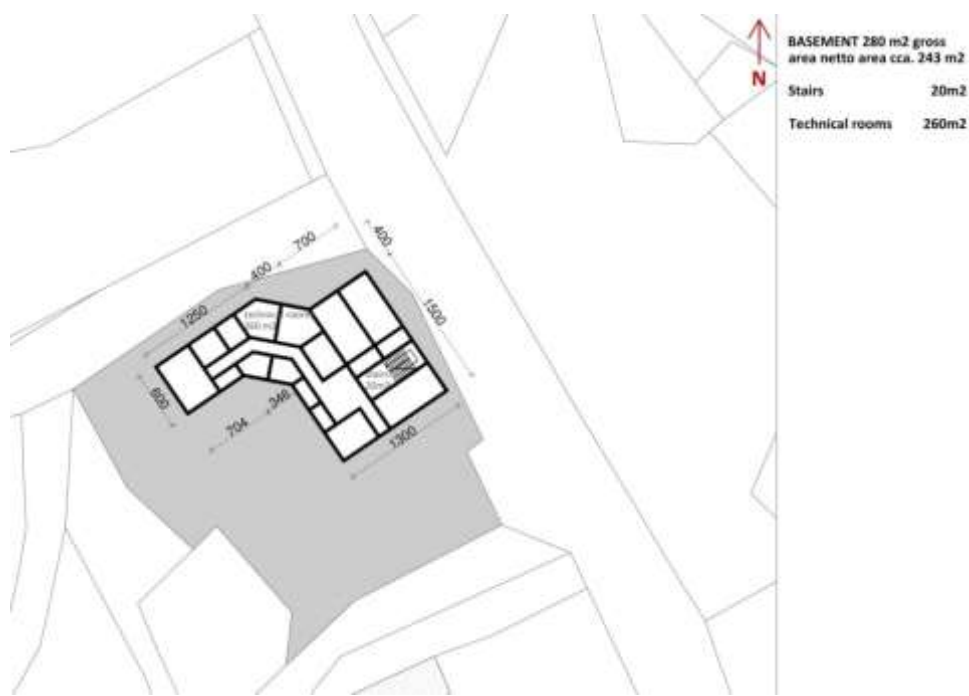 BASEMENT 280 m2 gross
area netto area cca. 243 m2
Stairs 20m2
Technical rooms 260m2
N
700
400
400
1250
1500
800
346
704
1300